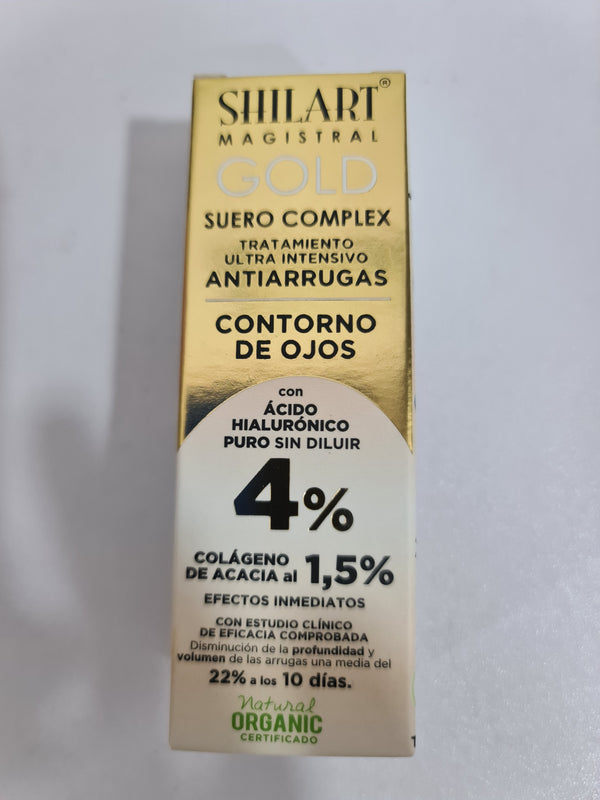 SHILART®
MAGISTRAL
GOLD
SUERO COMPLEX
TRATAMIENTO
ULTRA INTENSIVO
ANTIARRUGAS
CONTORNO
DE OJOS
con
ÁCIDO
HIALURÓNICO
PURO SIN DILUIR
4%
COLÁGENO
DE ACACIA al 1,5%
EFECTOS INMEDIATOS
CON ESTUDIO CLÍNICO
DE EFICACIA COMPROBADA
Disminución de la profundidad y
volumen de las arrugas una media del
22% a los 10 días.
Natural
ORGANIC
CERTIFICADO